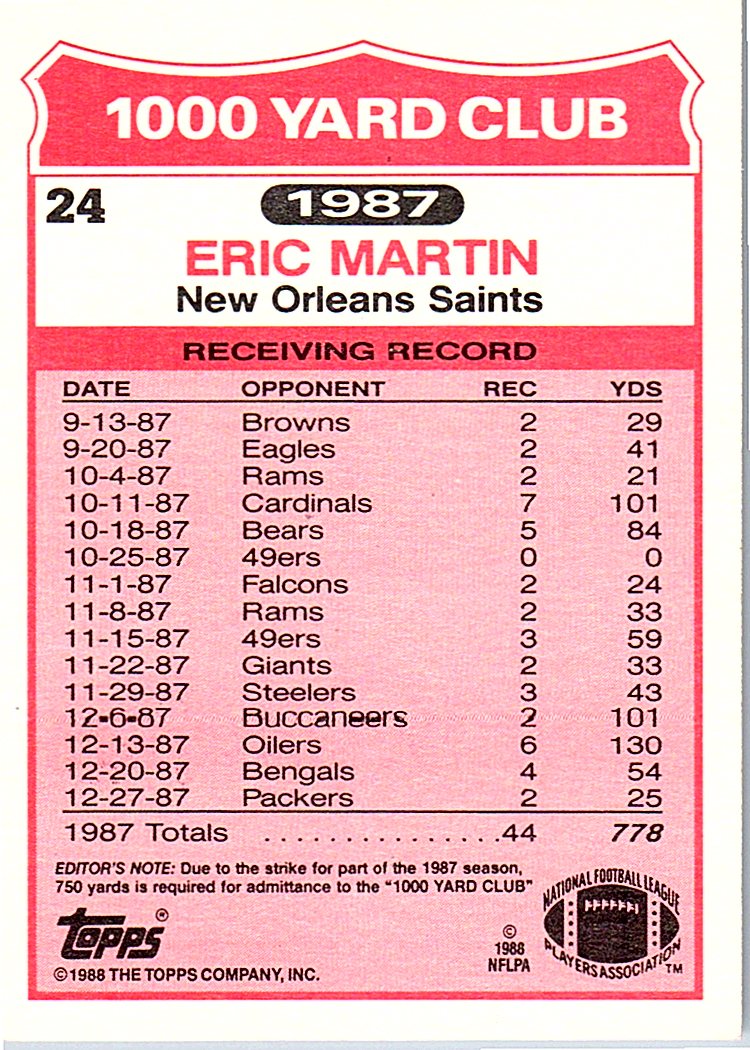 1000 YARD CLUB
24
1987
ERIC MARTIN
New Orleans Saints
RECEIVING RECORD
DATE OPPONENT REC YDS
9-13-87 Browns 2 29
9-20-87 Eagles 2 41
10-4-87 Rams 2 21
10-11-87 Cardinals 7 101
10-18-87 Bears 5 84
10-25-87 49ers 0 0
11-1-87 Falcons 2 24
11-8-87 Rams 2 33
11-15-87 49ers 3 59
11-22-87 Giants 2 33
11-29-87 Steelers 3 43
12-6-87 Buccaneers 2 101
12-13-87 Oilers 6 130
12-20-87 Bengals 4 54
12-27-87 Packers 2 25
1987 Totals . . . . . . . . . . . . . . . .44 778
EDITOR'S NOTE: Due to the strike for part of the 1987 season,
750 yards is required for admittance to the "1000 YARD CLUB"
topps®
©1988 THE TOPPS COMPANY, INC.
©
1988
NFLPA
NATIONAL FOOTBALL LEAGUE
PLAYERS ASSOCIATION TM